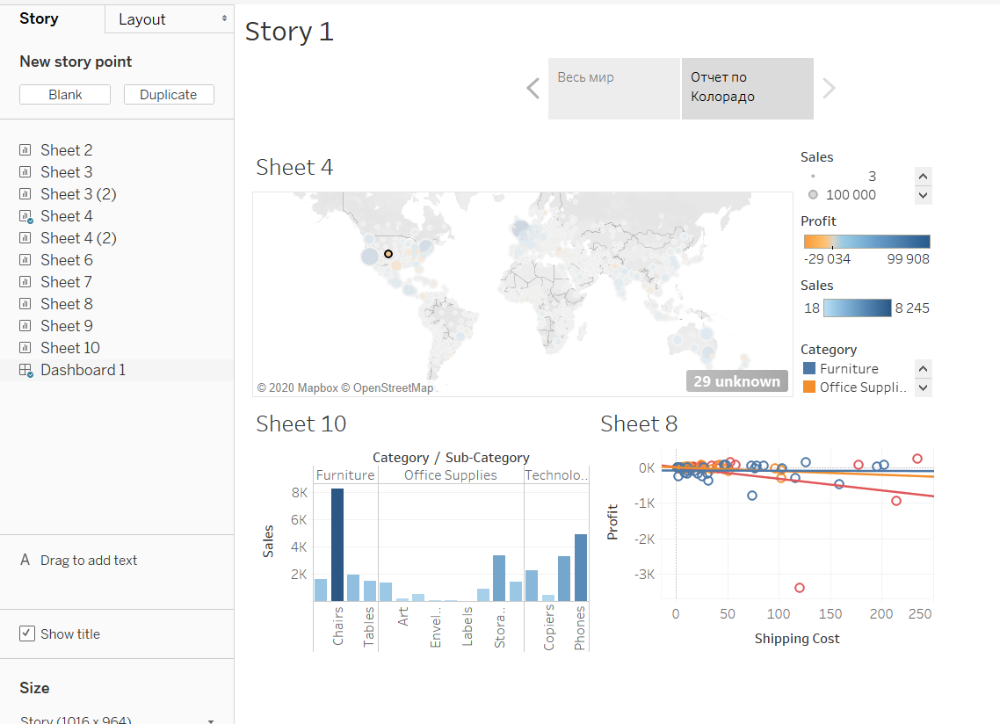 Story
Layout
New story point
Blank
Duplicate
Sheet 2
Sheet 3
Sheet 3 (2)
Sheet 4
Sheet 4 (2)
Sheet 6
Sheet 7
Sheet 8
Sheet 9
Sheet 10
Dashboard 1
A Drag to add text
Show title
Size
Story (1016 x 964)
Story 1
Весь мир
Отчет по
Колорадо
Sheet 4
© 2020 Mapbox © OpenStreetMap
29 unknown
Sales
3
100 000
Profit
-29 034 99 908
Sales
18 8 245
Category
Furniture
Office Suppli..
Sheet 10
Category / Sub-Category
Furniture Office Supplies Technolo..
Sales
8K
6K
4K
2K
Chairs
Tables
Art
Envel..
Labels
Stora..
Copiers
Phones
Sheet 8
Profit
0K
-1K
-2K
-3K
0 50 100 150 200 250
Shipping Cost